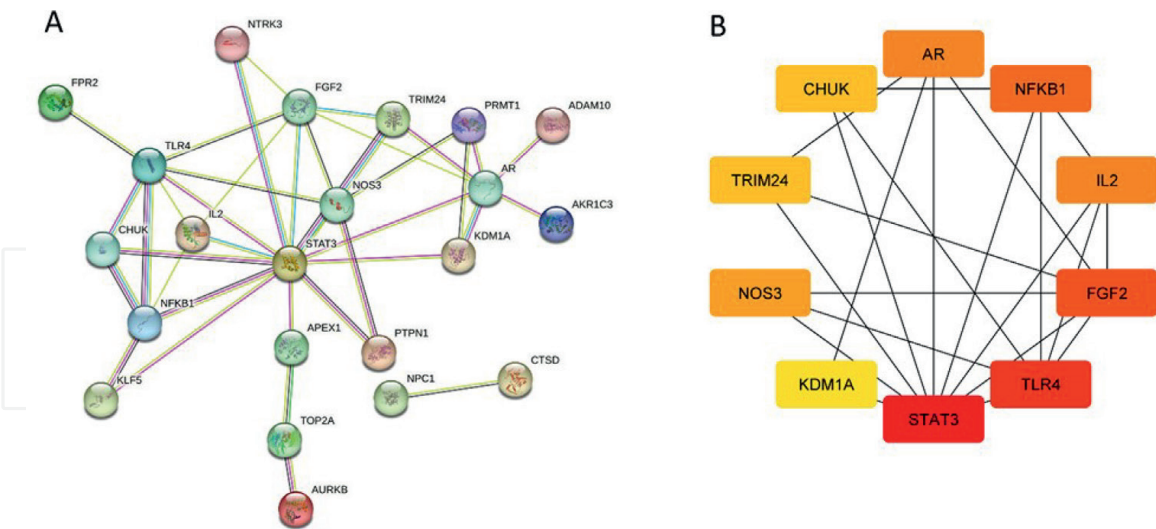 A
NTRK3
FPR2
FGF2
TRIM24
PRMT1
ADAM10
TLR4
AR
NOS3
IL2
AKR1C3
CHUK
STAT3
KDM1A
NFKB1
APEX1
PTPN1
KLF5
NPC1
CTSD
TOP2A
AURKB
B
AR
CHUK
NFKB1
TRIM24
IL2
NOS3
FGF2
KDM1A
TLR4
STAT3